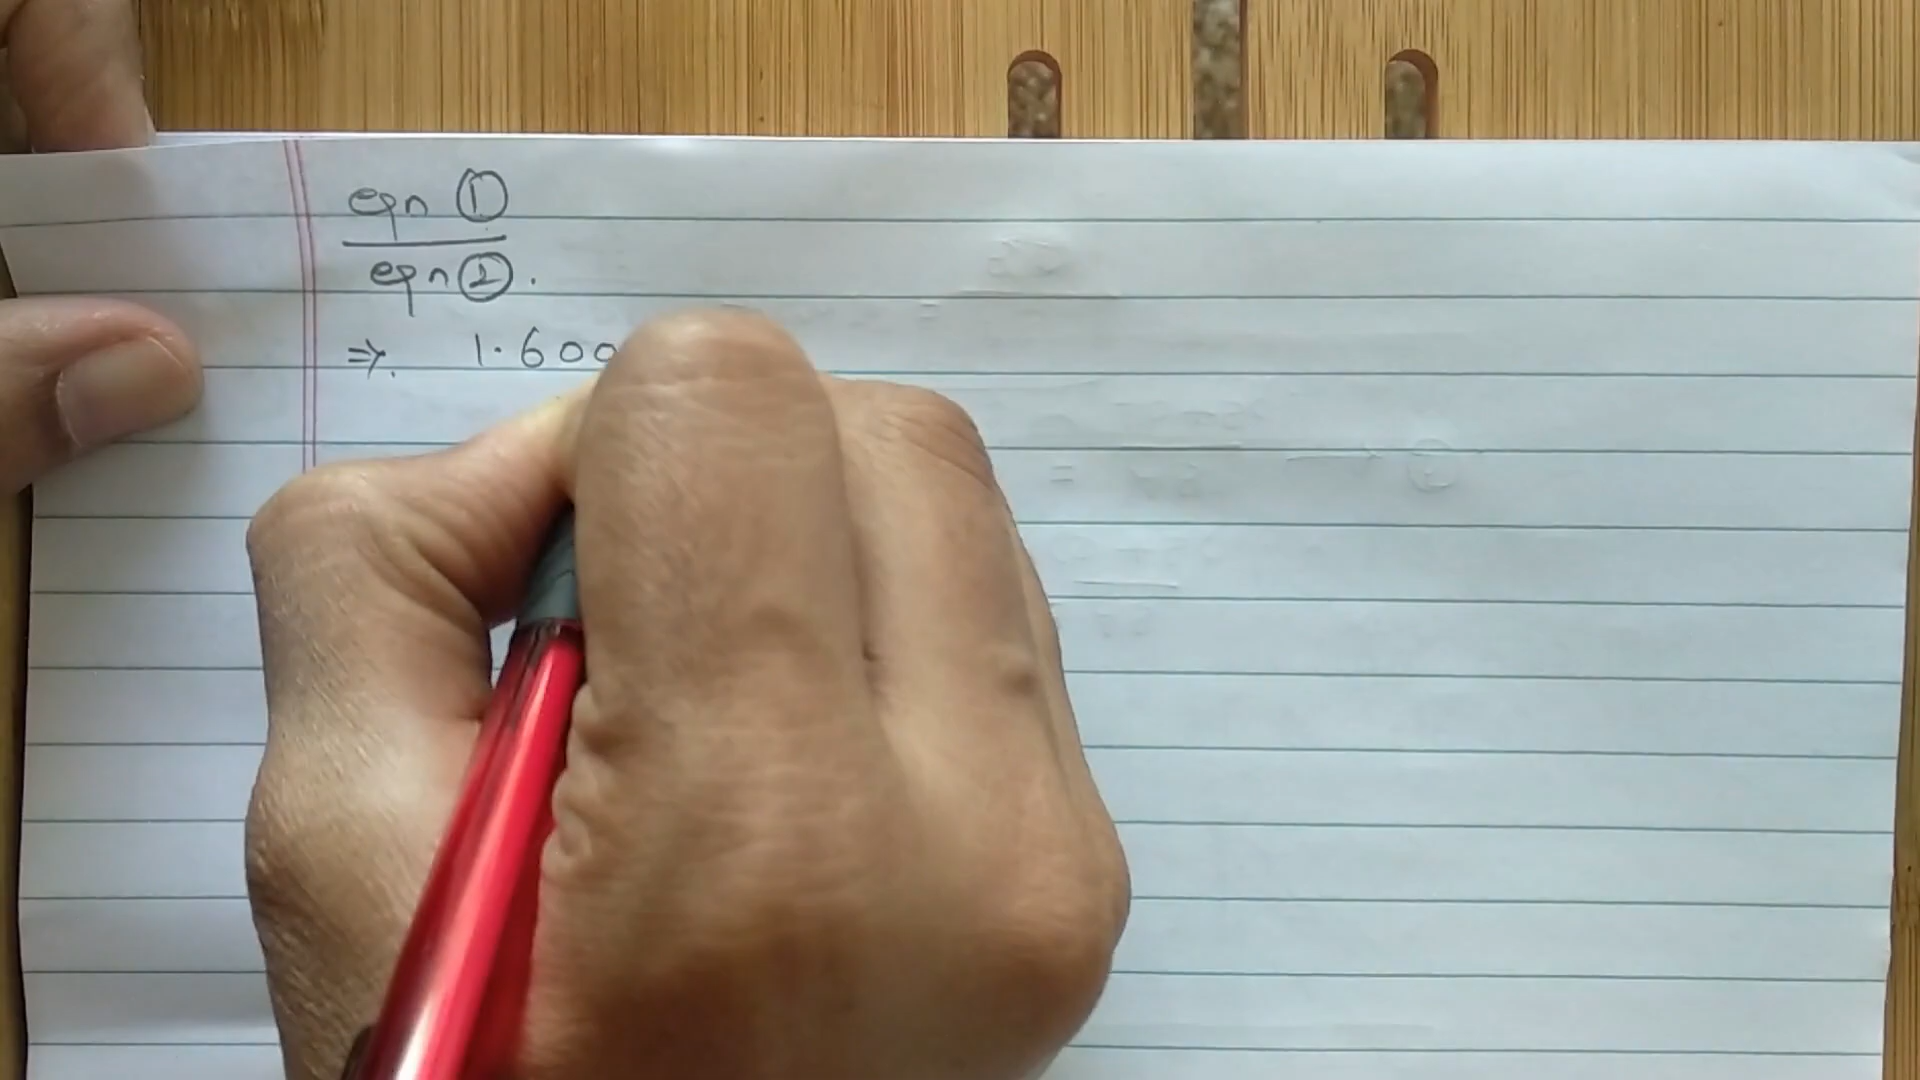 eqn ①
eqn ②.
⇒. 1.600